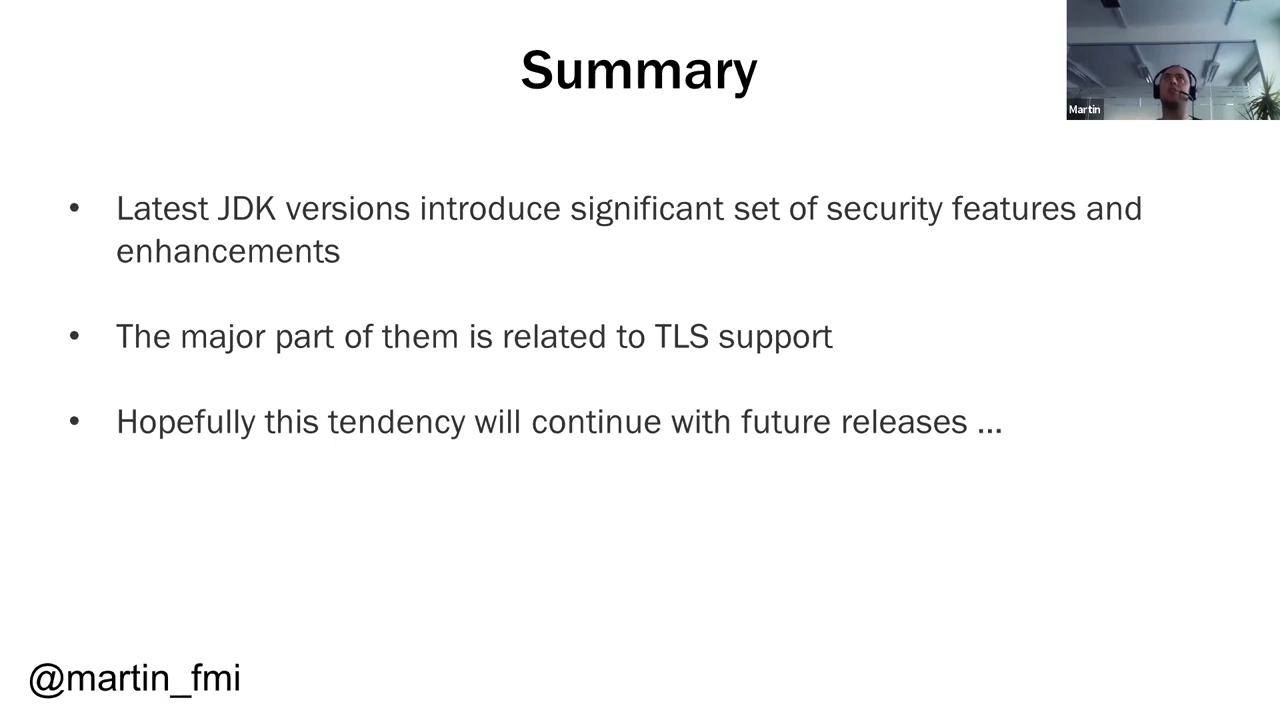 Summary
Martin
• Latest JDK versions introduce significant set of security features and
enhancements
• The major part of them is related to TLS support
• Hopefully this tendency will continue with future releases ...
@martin_fmi